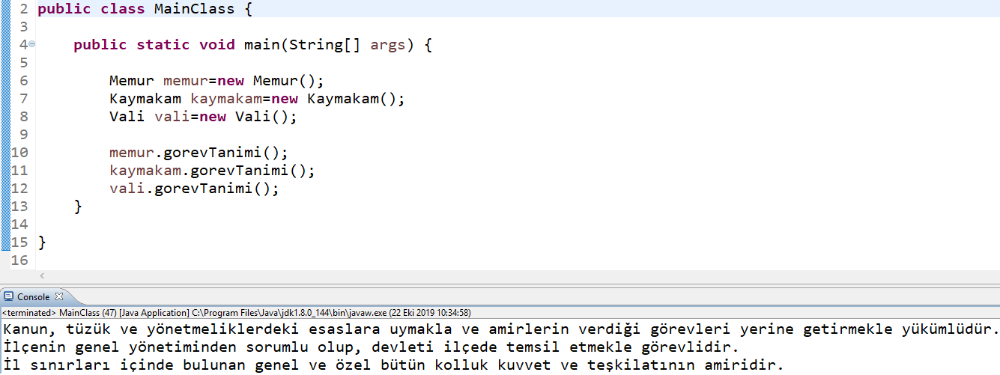 2 public class MainClass {
3
4 public static void main(String[] args) {
5
6 Memur memur=new Memur();
7 Kaymakam kaymakam=new Kaymakam();
8 Vali vali=new Vali();
9
10 memur.gorevTanimi();
11 kaymakam.gorevTanimi();
12 vali.gorevTanimi();
13 }
14
15 }
16
Console
<terminated> MainClass (47) [Java Application] C:\Program Files\Java\jdk1.8.0_144\bin\javaw.exe (22 Eki 2019 10:34:58)
Kanun, tüzük ve yönetmeliklerdeki esaslara uymakla ve amirlerin verdiği görevleri yerine getirmekle yükümlüdür.
İlçenin genel yönetiminden sorumlu olup, devleti ilçede temsil etmekle görevlidir.
İl sınırları içinde bulunan genel ve özel bütün kolluk kuvvet ve teşkilatının amiridir.